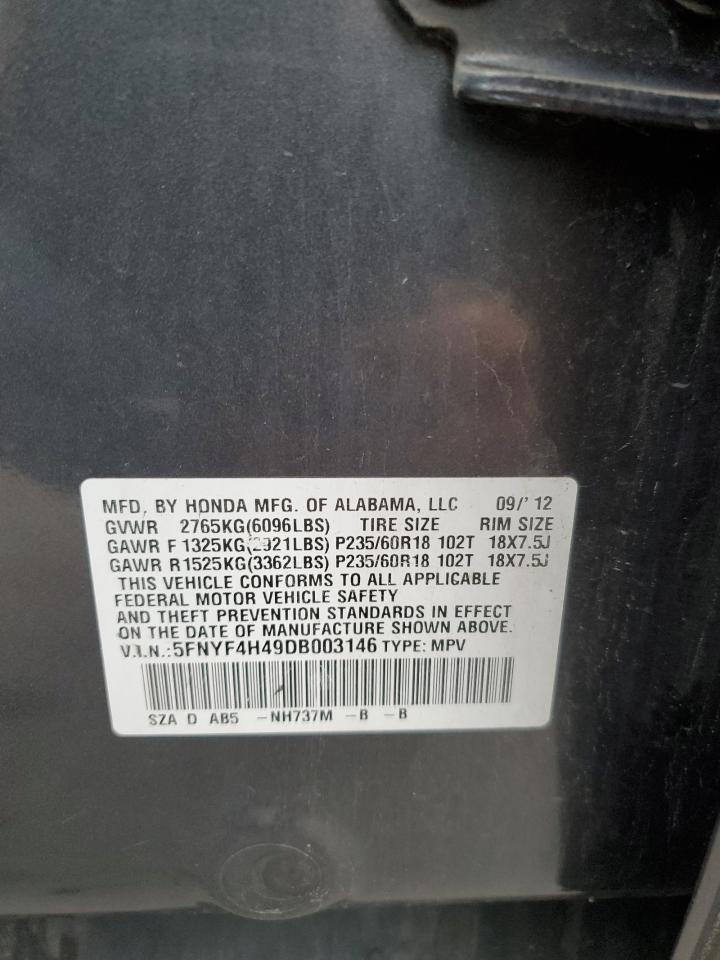 MFD. BY HONDA MFG. OF ALABAMA, LLC 09/'12
GVWR 2765KG(6096LBS) TIRE SIZE RIM SIZE
GAWR F1325KG(2921LBS) P235/60R18 102T 18X7.5J
GAWR R1525KG(3362LBS) P235/60R18 102T 18X7.5J
THIS VEHICLE CONFORMS TO ALL APPLICABLE
FEDERAL MOTOR VEHICLE SAFETY
AND THEFT PREVENTION STANDARDS IN EFFECT
ON THE DATE OF MANUFACTURE SHOWN ABOVE.
V.I.N.:5FNYF4H49DB003146 TYPE: MPV
SZA D AB5 -NH737M -B -B